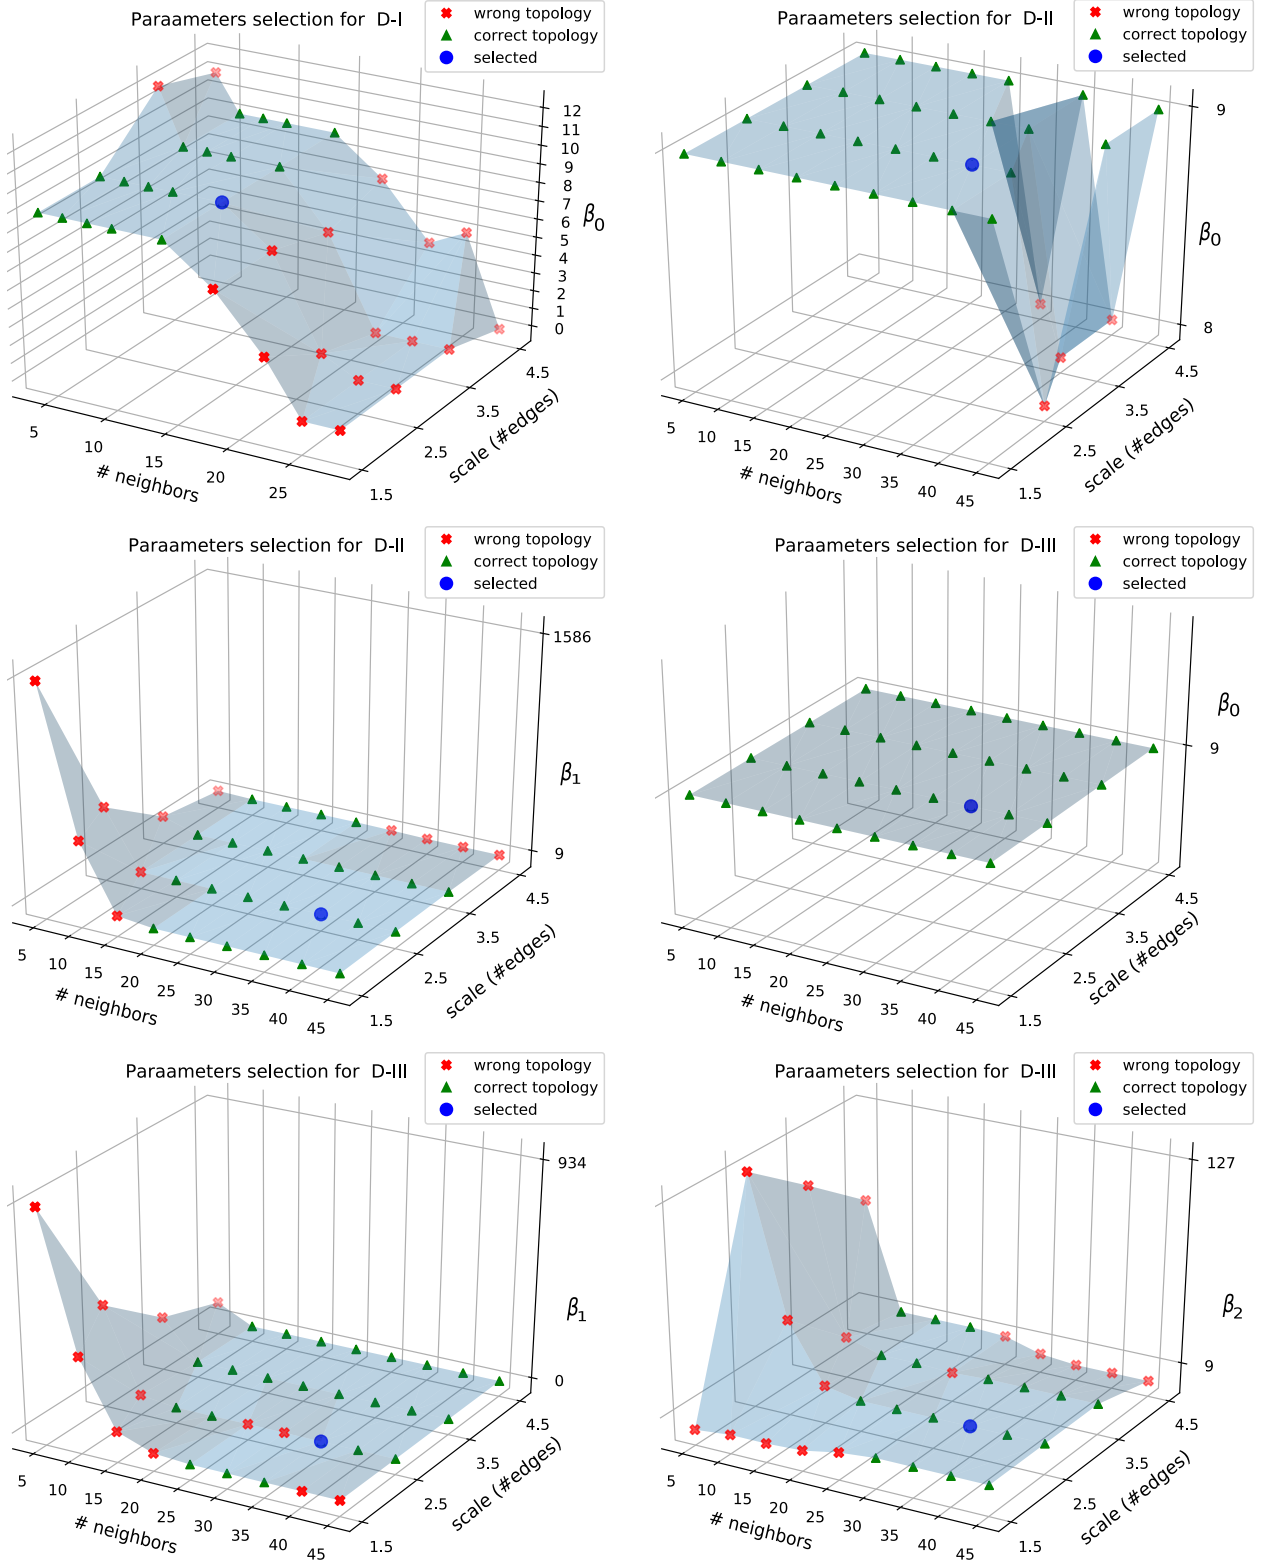 Paraameters selection for D-I
wrong topology
correct topology
selected
12
11
10
9
8
7
6
5
4
3
2
1
0
β0
5
10
15
20
25
# neighbors
1.5
2.5
3.5
4.5
scale (#edges)
Paraameters selection for D-II
wrong topology
correct topology
selected
9
8
β0
5
10
15
20
25
30
35
40
45
# neighbors
1.5
2.5
3.5
4.5
scale (#edges)
Paraameters selection for D-II
wrong topology
correct topology
selected
1586
9
β1
5
10
15
20
25
30
35
40
45
# neighbors
1.5
2.5
3.5
4.5
scale (#edges)
Paraameters selection for D-III
wrong topology
correct topology
selected
9
β0
5
10
15
20
25
30
35
40
45
# neighbors
1.5
2.5
3.5
4.5
scale (#edges)
Paraameters selection for D-III
wrong topology
correct topology
selected
934
0
β1
5
10
15
20
25
30
35
40
45
# neighbors
1.5
2.5
3.5
4.5
scale (#edges)
Paraameters selection for D-III
wrong topology
correct topology
selected
127
9
β2
5
10
15
20
25
30
35
40
45
# neighbors
1.5
2.5
3.5
4.5
scale (#edges)